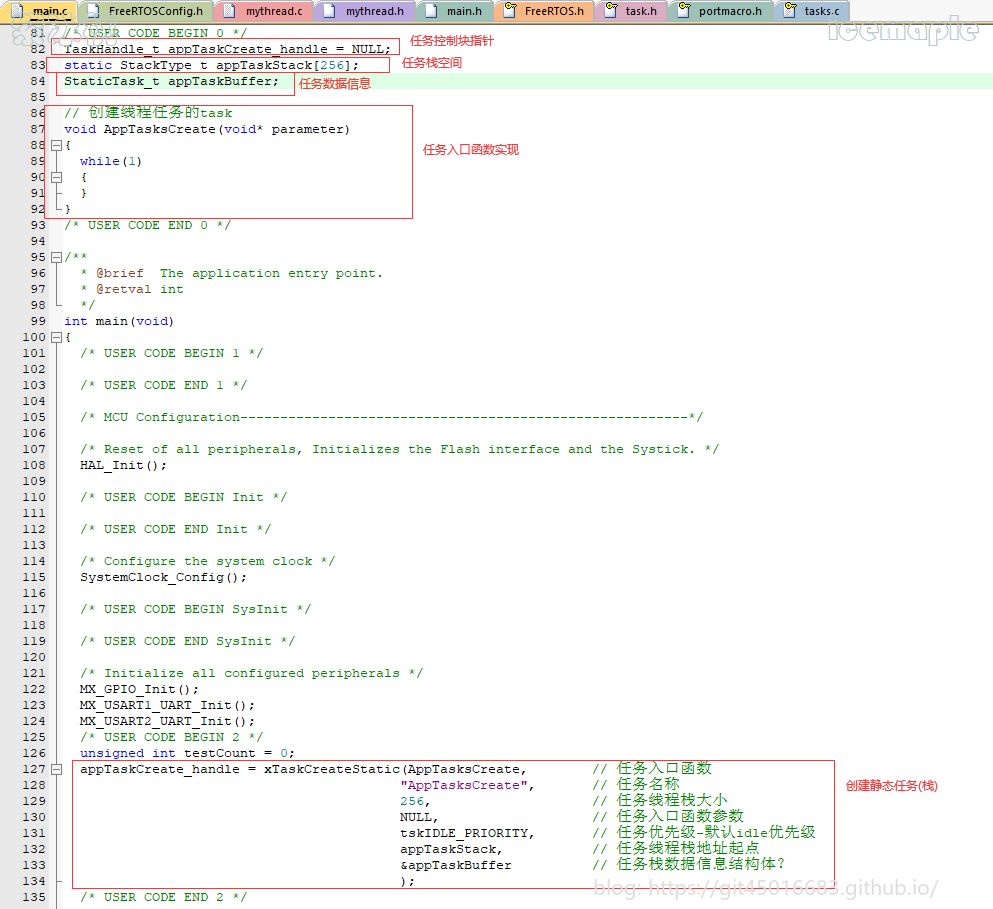 main.c FreeRTOSConfig.h mythread.c mythread.h main.h FreeRTOS.h task.h portmacro.h tasks.c
icemaple
81 /* USER CODE BEGIN 0 */
82 TaskHandle_t appTaskCreate_handle = NULL; 任务控制块指针
83 static StackType_t appTaskStack[256]; 任务栈空间
84 StaticTask_t appTaskBuffer; 任务数据信息
85
86 // 创建线程任务的task
87 void AppTasksCreate(void* parameter)
88 {
89 while(1) 任务入口函数实现
90 {
91 }
92 }
93 /* USER CODE END 0 */
94
95 /**
96 * @brief The application entry point.
97 * @retval int
98 */
99 int main(void)
100 {
101 /* USER CODE BEGIN 1 */
102
103 /* USER CODE END 1 */
104
105 /* MCU Configuration--------------------------------------------------------*/
106
107 /* Reset of all peripherals, Initializes the Flash interface and the Systick. */
108 HAL_Init();
109
110 /* USER CODE BEGIN Init */
111
112 /* USER CODE END Init */
113
114 /* Configure the system clock */
115 SystemClock_Config();
116
117 /* USER CODE BEGIN SysInit */
118
119 /* USER CODE END SysInit */
120
121 /* Initialize all configured peripherals */
122 MX_GPIO_Init();
123 MX_USART1_UART_Init();
124 MX_USART2_UART_Init();
125 /* USER CODE BEGIN 2 */
126 unsigned int testCount = 0;
127 appTaskCreate_handle = xTaskCreateStatic(AppTasksCreate, // 任务入口函数
128 "AppTasksCreate", // 任务名称 创建静态任务(栈)
129 256, // 任务线程栈大小
130 NULL, // 任务入口函数参数
131 tskIDLE_PRIORITY, // 任务优先级-默认idle优先级
132 appTaskStack, // 任务线程栈地址起点
133 &appTaskBuffer // 任务栈数据信息结构体?
134 );
135 /* USER CODE END 2 */
blog: https://git45016683.github.io/